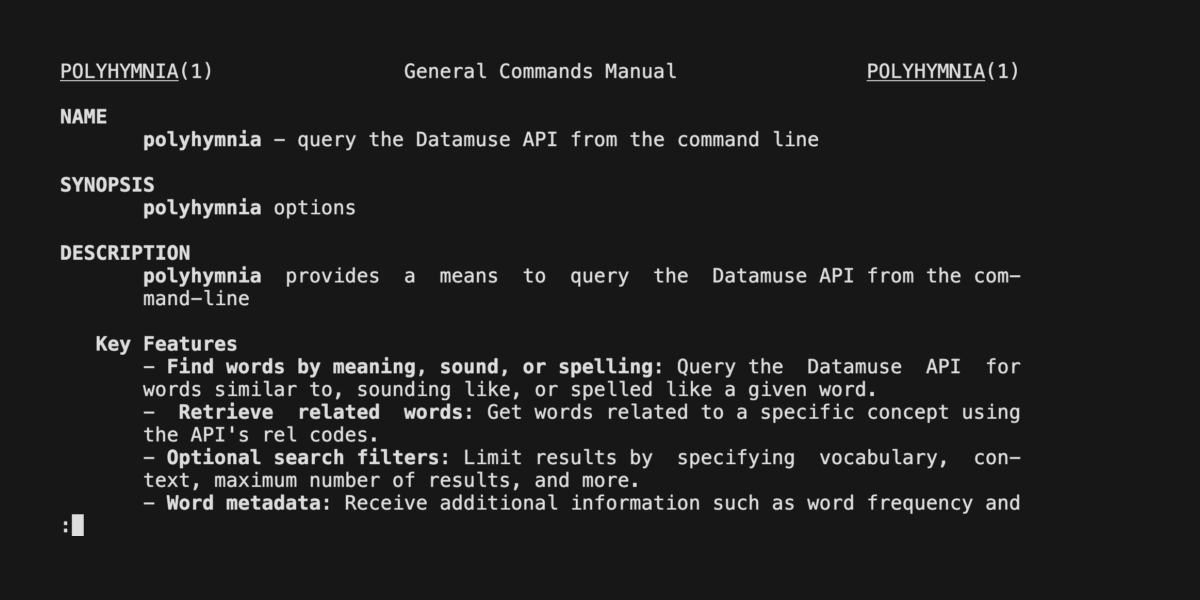 POLYHYMNIA(1) General Commands Manual POLYHYMNIA(1)
NAME
polyhymnia – query the Datamuse API from the command line
SYNOPSIS
polyhymnia options
DESCRIPTION
polyhymnia provides a means to query the Datamuse API from the com–
mand–line
Key Features
– Find words by meaning, sound, or spelling: Query the Datamuse API for
words similar to, sounding like, or spelled like a given word.
– Retrieve related words: Get words related to a specific concept using
the API's rel codes.
– Optional search filters: Limit results by specifying vocabulary, con–
text, maximum number of results, and more.
– Word metadata: Receive additional information such as word frequency and
: